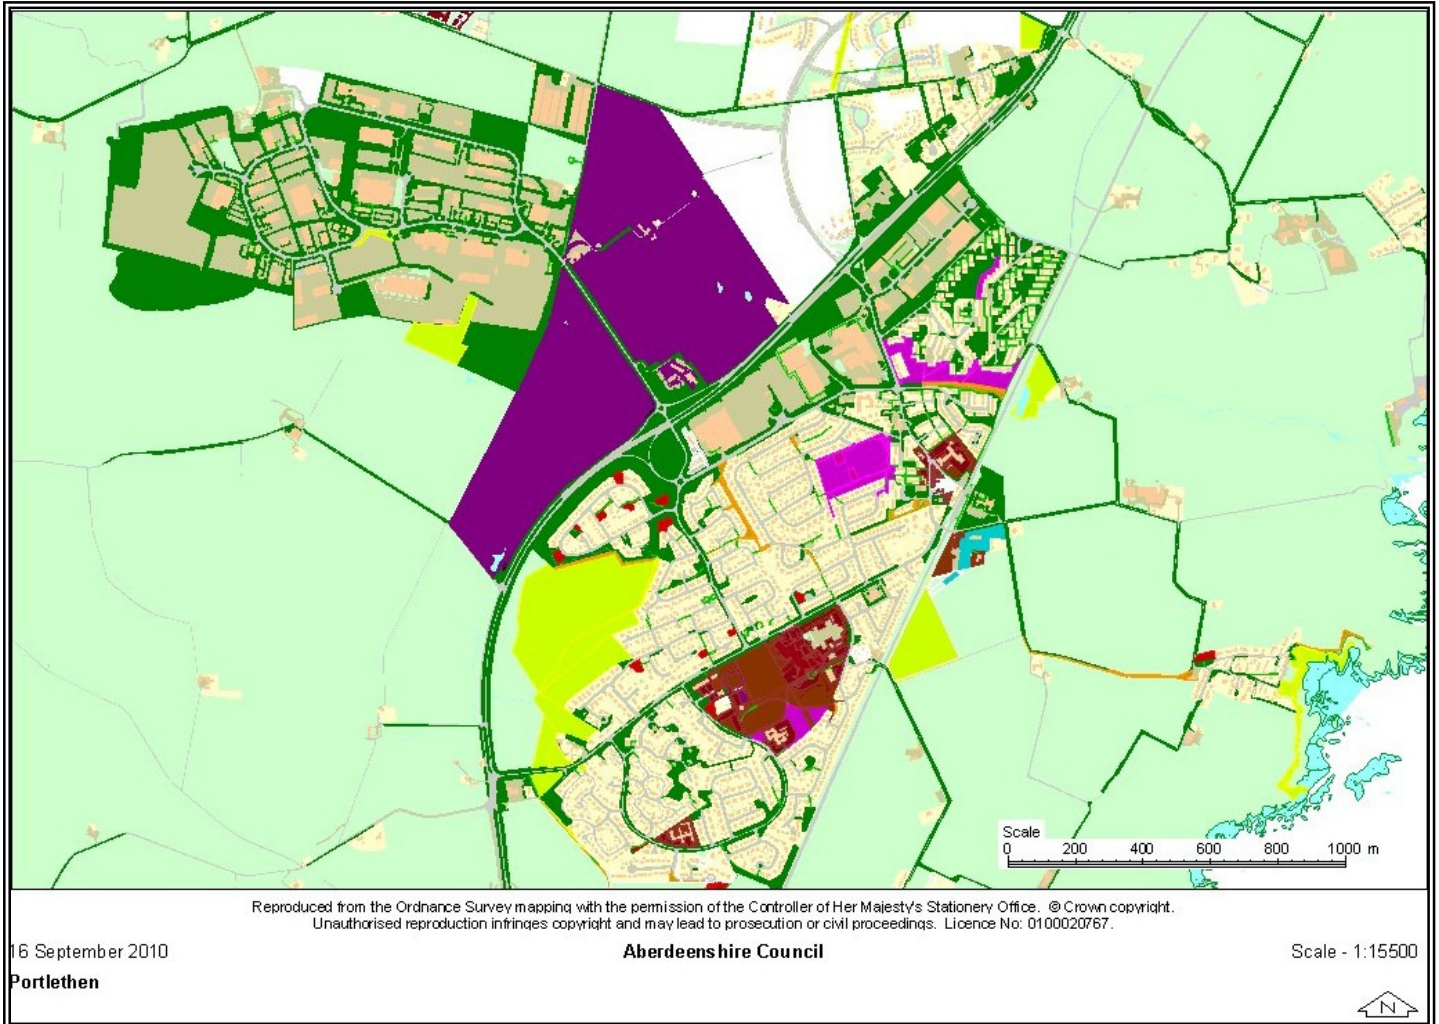 Scale
0 200 400 600 800 1000 m
Reproduced from the Ordnance Survey mapping with the permission of the Controller of Her Majesty's Stationery Office. © Crown copyright.
Unauthorised reproduction infringes copyright and may lead to prosecution or civil proceedings. Licence No: 0100020767.
16 September 2010 Aberdeenshire Council Scale - 1:15500
Portlethen
N